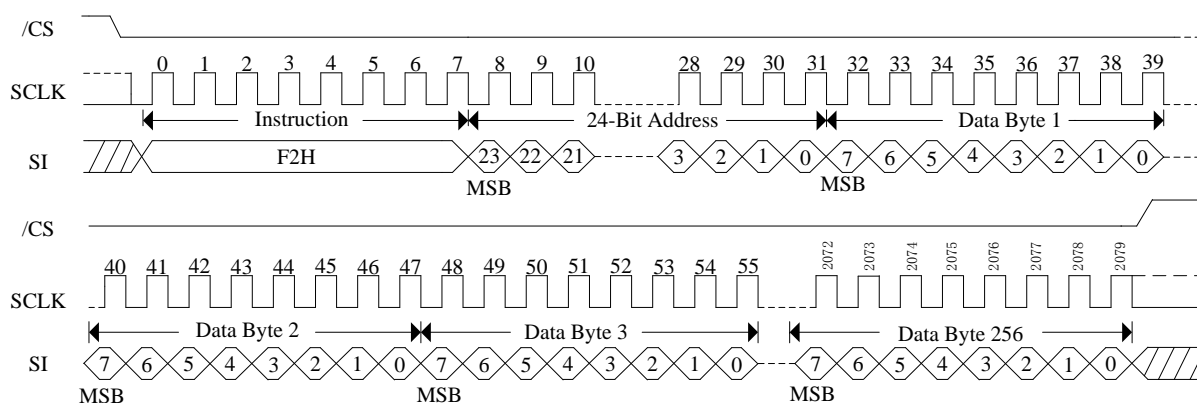 /CS
0 1 2 3 4 5 6 7 8 9 10 28 29 30 31 32 33 34 35 36 37 38 39
SCLK
Instruction 24-Bit Address Data Byte 1
SI F2H 23 22 21 3 2 1 0 7 6 5 4 3 2 1 0
MSB MSB
/CS
40 41 42 43 44 45 46 47 48 49 50 51 52 53 54 55 2072 2073 2074 2075 2076 2077 2078 2079
SCLK
Data Byte 2 Data Byte 3 Data Byte 256
SI 7 6 5 4 3 2 1 0 7 6 5 4 3 2 1 0 7 6 5 4 3 2 1 0
MSB MSB MSB